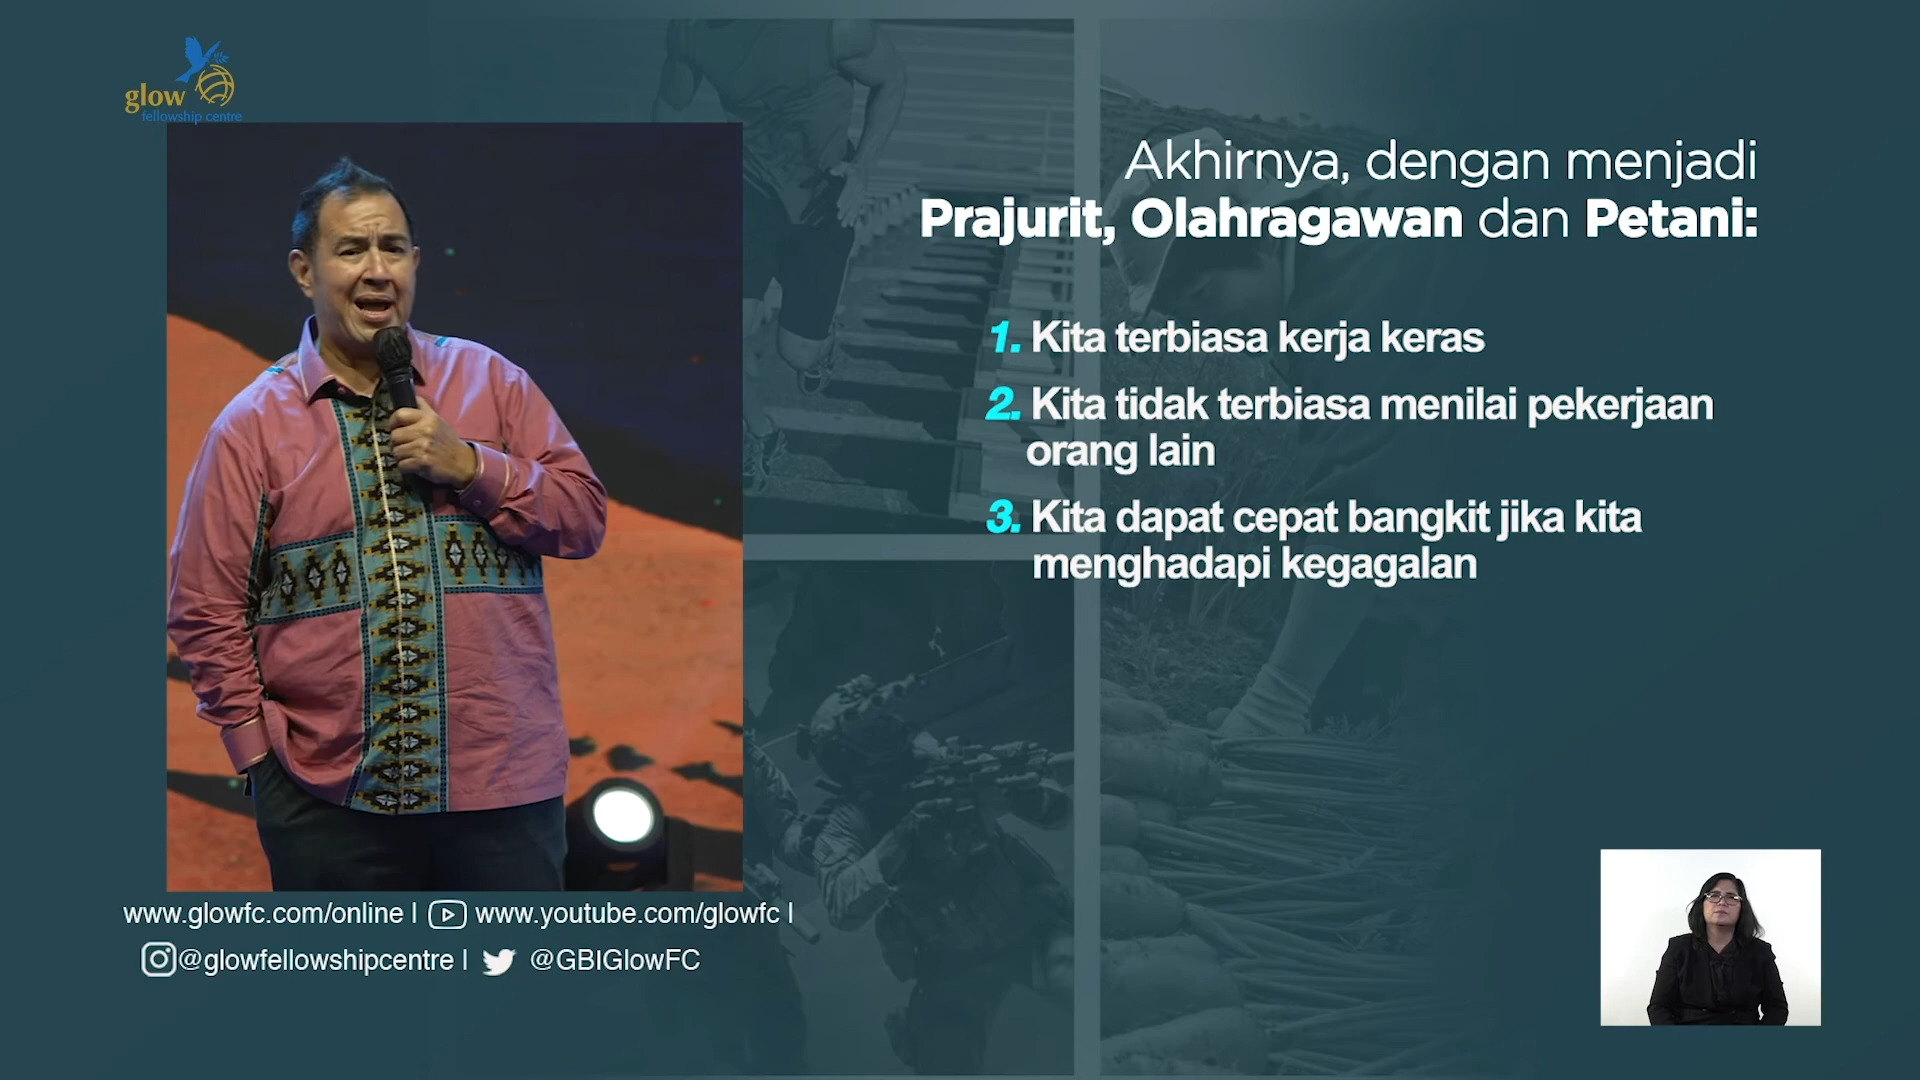 glow
fellowship centre
Akhirnya, dengan menjadi
Prajurit, Olahragawan dan Petani:
1. Kita terbiasa kerja keras
2. Kita tidak terbiasa menilai pekerjaan
orang lain
3. Kita dapat cepat bangkit jika kita
menghadapi kegagalan
www.glowfc.com/online | www.youtube.com/glowfc |
@glowfellowshipcentre | @GBIGlowFC